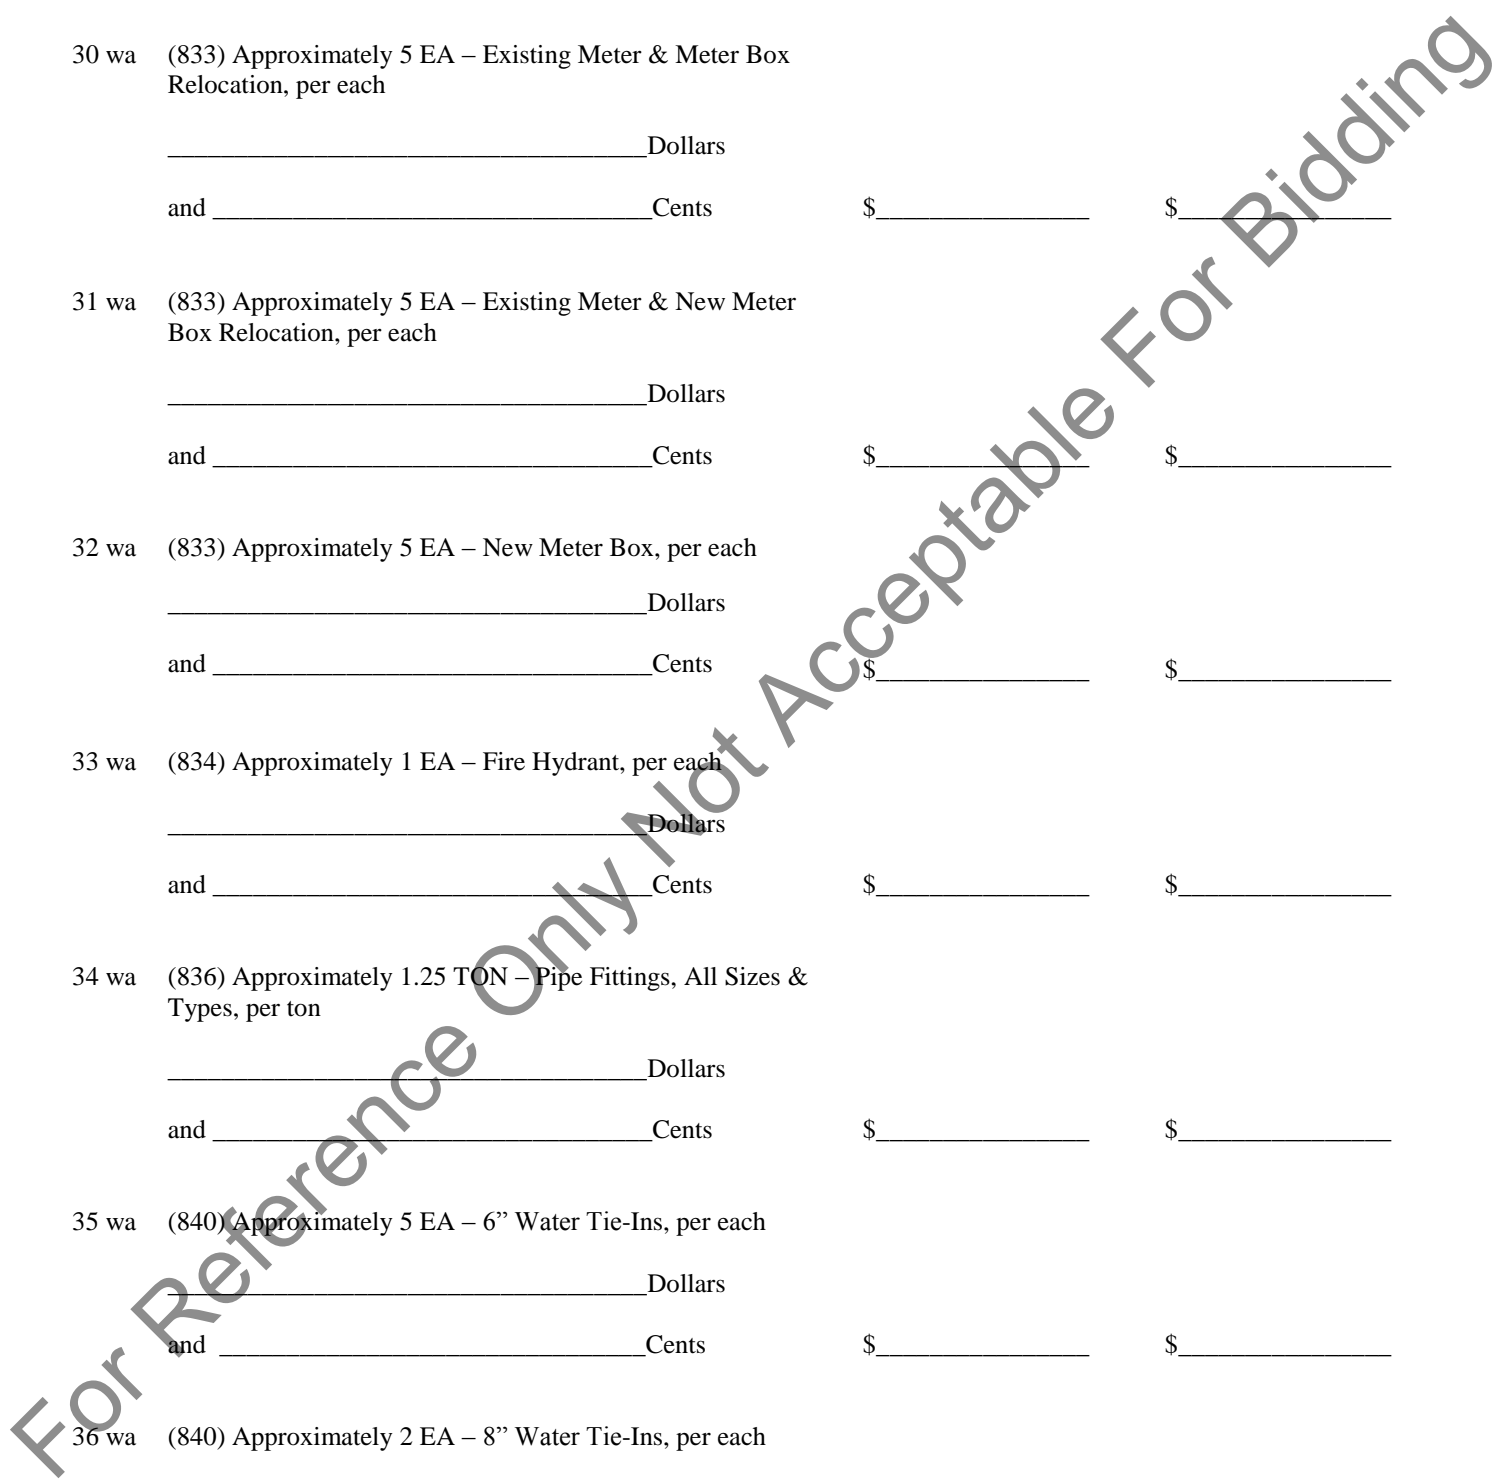 30 wa (833) Approximately 5 EA – Existing Meter & Meter Box
Relocation, per each
____________________________________Dollars
and _________________________________Cents $________________ $________________
31 wa (833) Approximately 5 EA – Existing Meter & New Meter
Box Relocation, per each
____________________________________Dollars
and _________________________________Cents $________________ $________________
32 wa (833) Approximately 5 EA – New Meter Box, per each
____________________________________Dollars
and _________________________________Cents $________________ $________________
33 wa (834) Approximately 1 EA – Fire Hydrant, per each
____________________________________Dollars
and _________________________________Cents $________________ $________________
34 wa (836) Approximately 1.25 TON – Pipe Fittings, All Sizes &
Types, per ton
____________________________________Dollars
and _________________________________Cents $________________ $________________
35 wa (840) Approximately 5 EA – 6” Water Tie-Ins, per each
____________________________________Dollars
and ________________________________Cents $________________ $________________
36 wa (840) Approximately 2 EA – 8” Water Tie-Ins, per each
For Reference Only Not Acceptable For Bidding